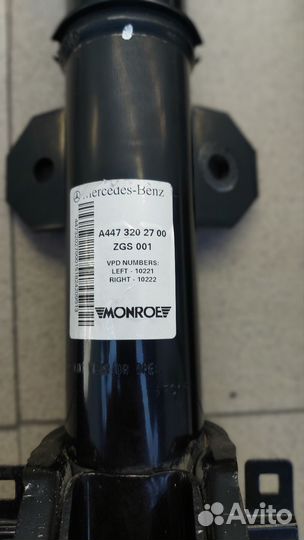 Mercedes-Benz
A447 320 27 00
ZGS 001
VPD NUMBERS:
LEFT - 10221
RIGHT - 10222
MONROE
Avito